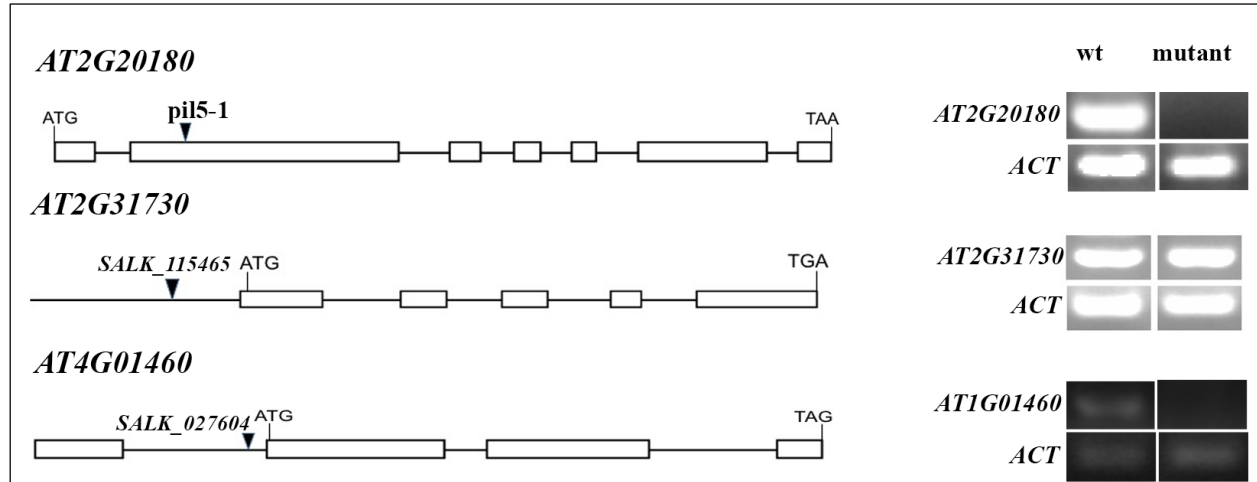 AT2G20180
pil5-1
ATG
TAA
AT2G31730
SALK_115465
ATG
TGA
AT4G01460
SALK_027604
ATG
TAG
wt
mutant
AT2G20180
ACT
AT2G31730
ACT
AT1G01460
ACT